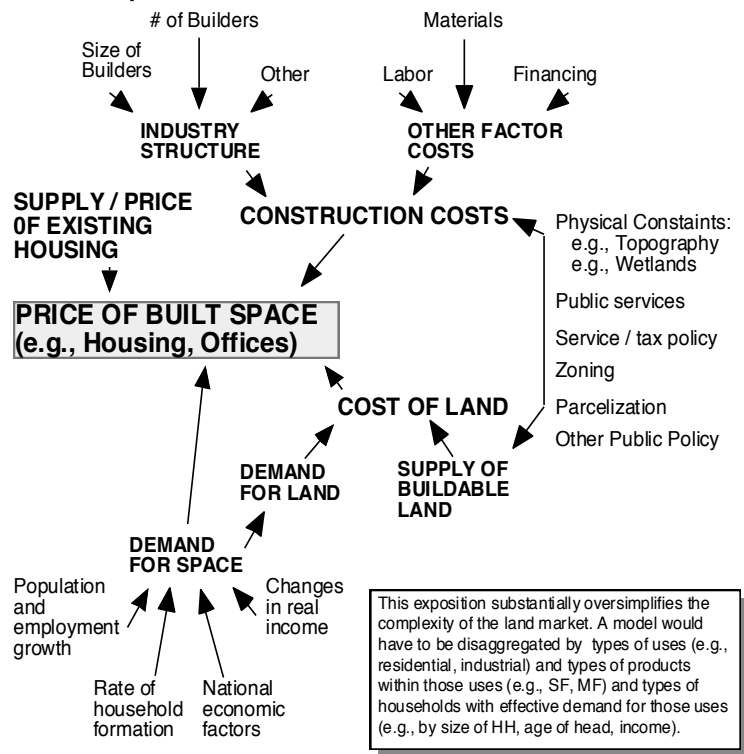 # of Builders
Materials
Size of
Builders
Other
Labor
Financing
INDUSTRY
STRUCTURE
OTHER FACTOR
COSTS
SUPPLY / PRICE
0F EXISTING
HOUSING
CONSTRUCTION COSTS
Physical Constaints:
e.g., Topography
e.g., Wetlands
Public services
Service / tax policy
Zoning
Parcelization
Other Public Policy
PRICE OF BUILT SPACE
(e.g., Housing, Offices)
COST OF LAND
DEMAND
FOR LAND
SUPPLY OF
BUILDABLE
LAND
DEMAND
FOR SPACE
Population
and
employment
growth
Changes
in real
income
Rate of
household
formation
National
economic
factors
This exposition substantially oversimplifies the
complexity of the land market. A model would
have to be disaggregated by types of uses (e.g.,
residential, industrial) and types of products
within those uses (e.g., SF, MF) and types of
households with effective demand for those uses
(e.g., by size of HH, age of head, income).